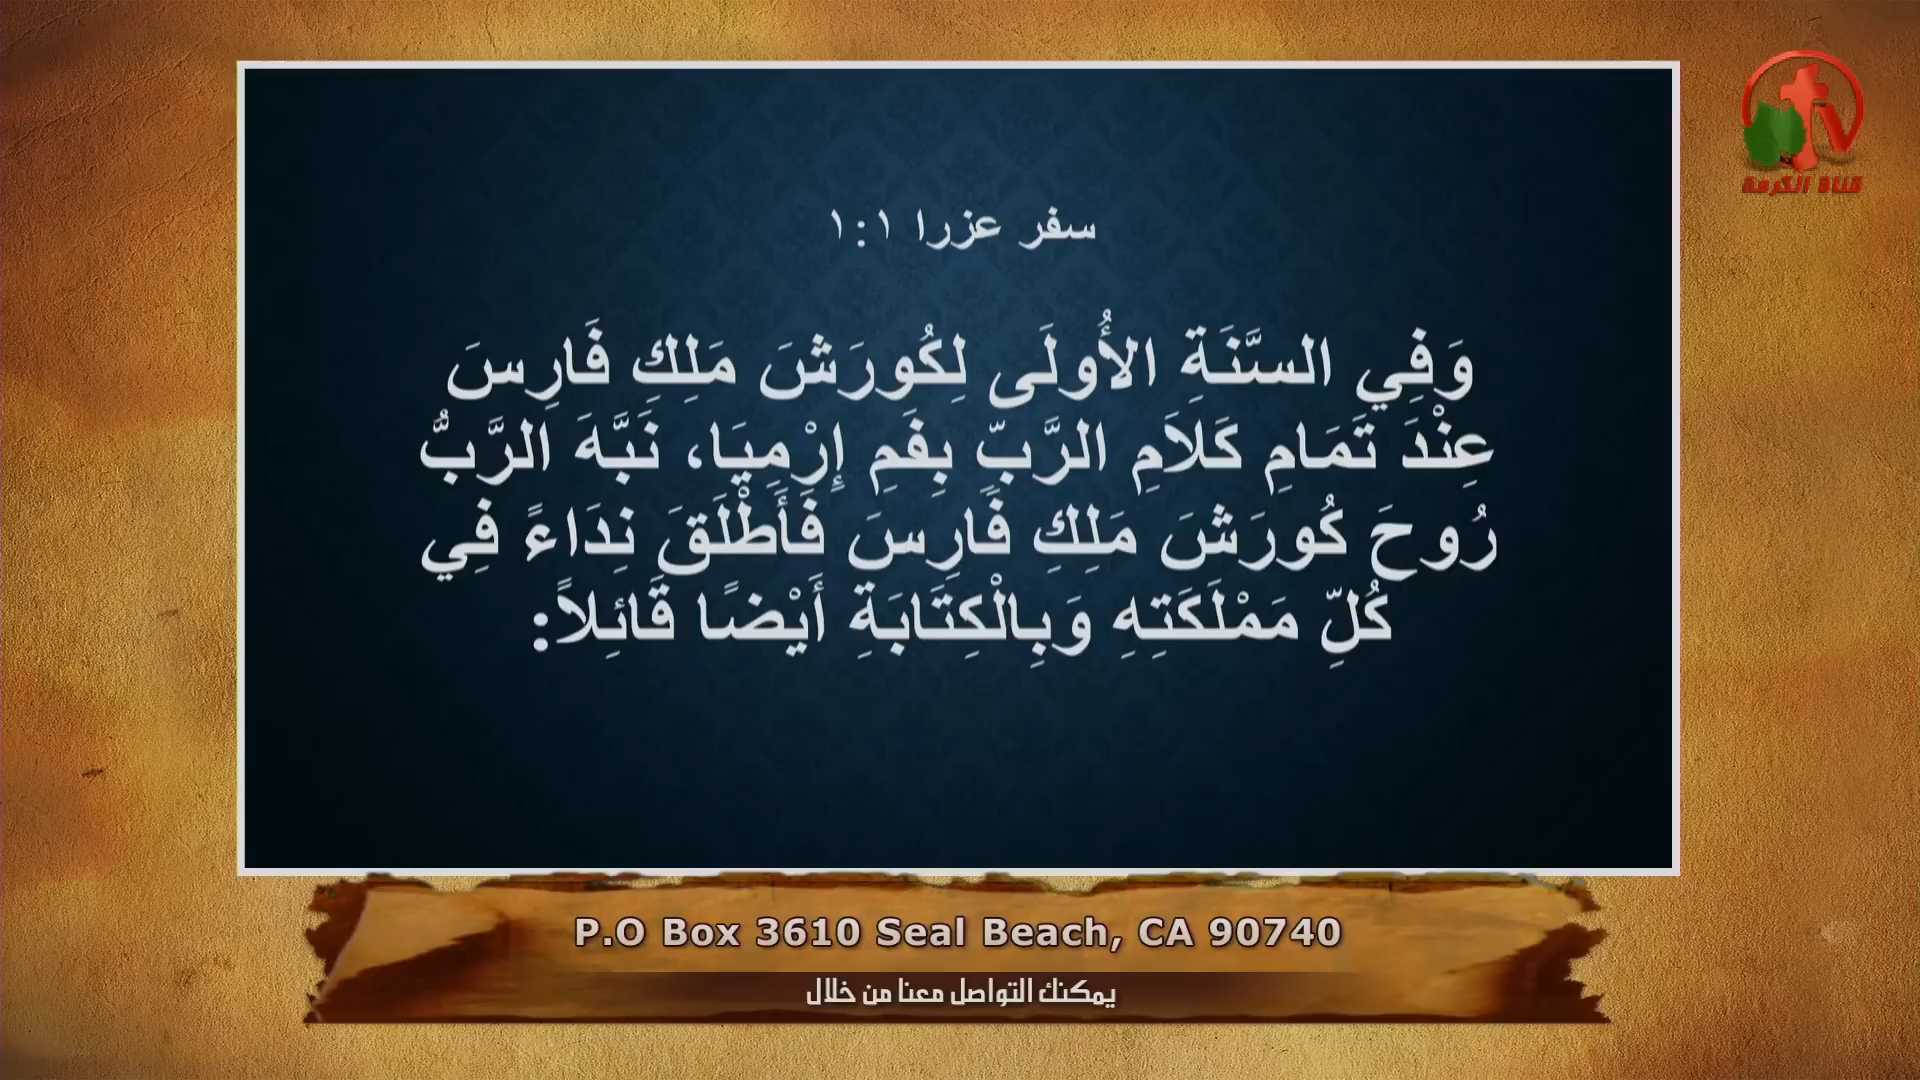 قناة الكرمة
سفر عزرا ١:١
وَفِي السَّنَةِ الأُولَى لِكُورَشَ مَلِكِ فَارِسَ
عِنْدَ تَمَامِ كَلاَمِ الرَّبِّ بِفَمِ إِرْمِيَا، نَبَّهَ الرَّبُّ
رُوحَ كُورَشَ مَلِكِ فَارِسَ فَأَطْلَقَ نِدَاءً فِي
كُلِّ مَمْلَكَتِهِ وَبِالْكِتَابَةِ أَيْضًا قَائِلاً:
P.O Box 3610 Seal Beach, CA 90740
يمكنك التواصل معنا من خلال